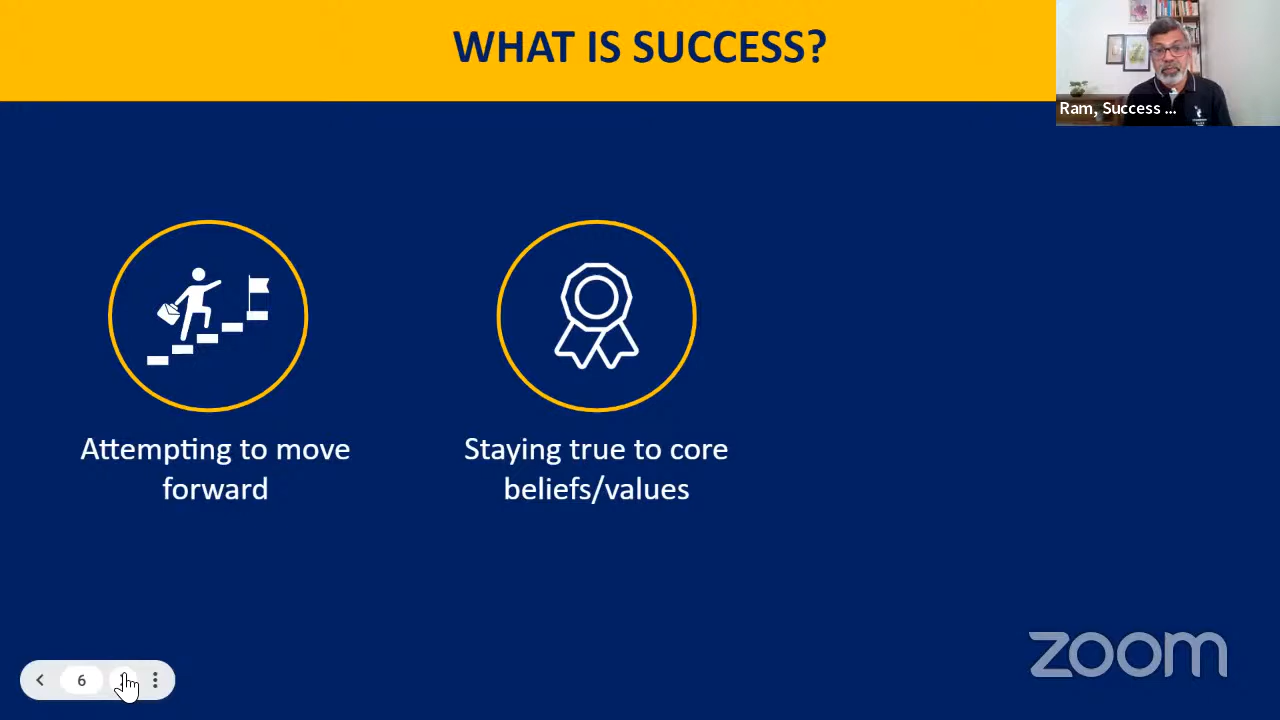 WHAT IS SUCCESS?
Ram, Success ...
Attempting to move
forward
Staying true to core
beliefs/values
6
zoom